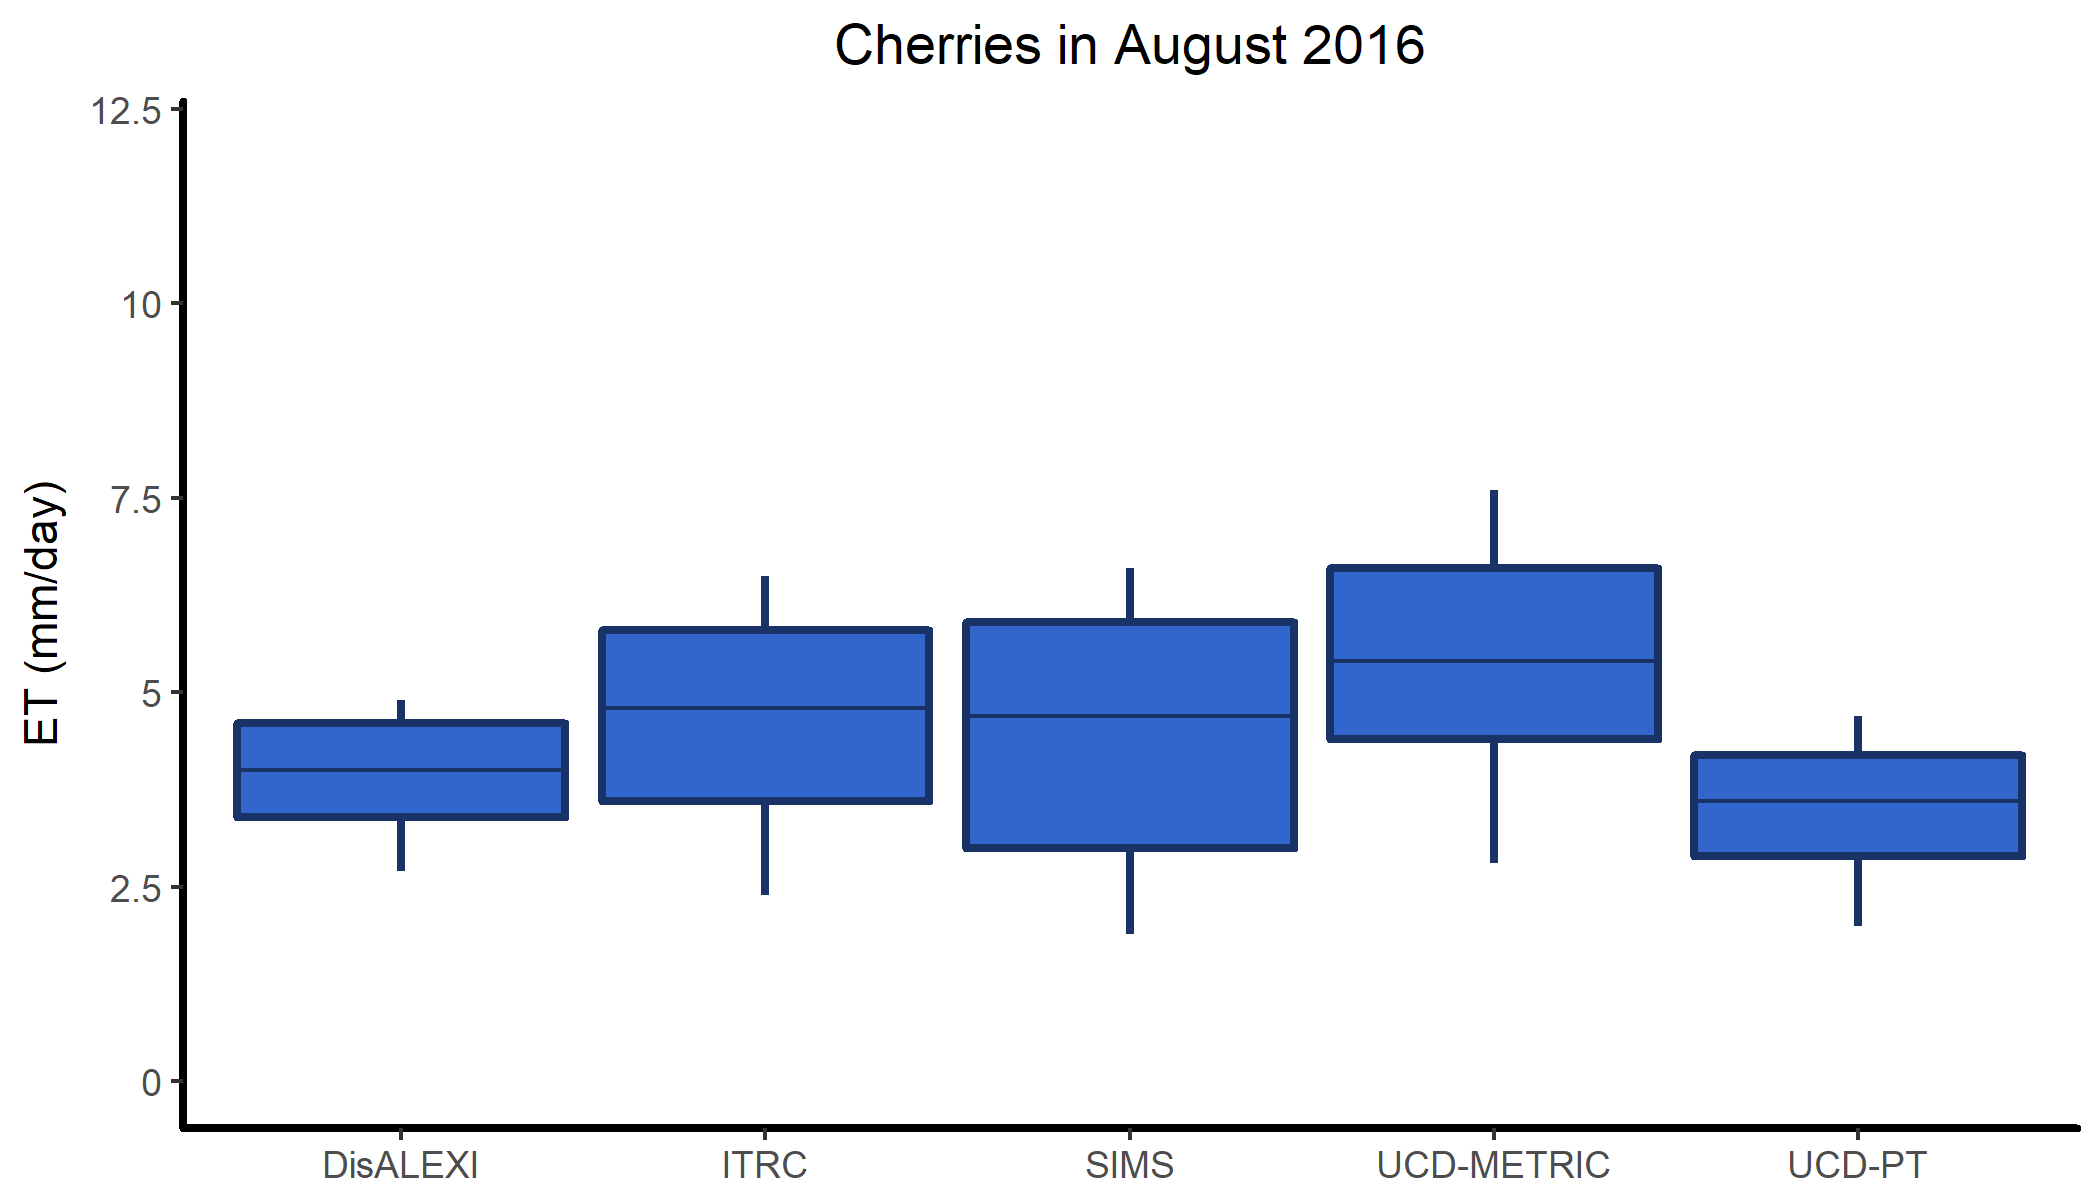 Cherries in August 2016
12.5
10
7.5
5
2.5
0
ET (mm/day)
DisALEXI
ITRC
SIMS
UCD-METRIC
UCD-PT